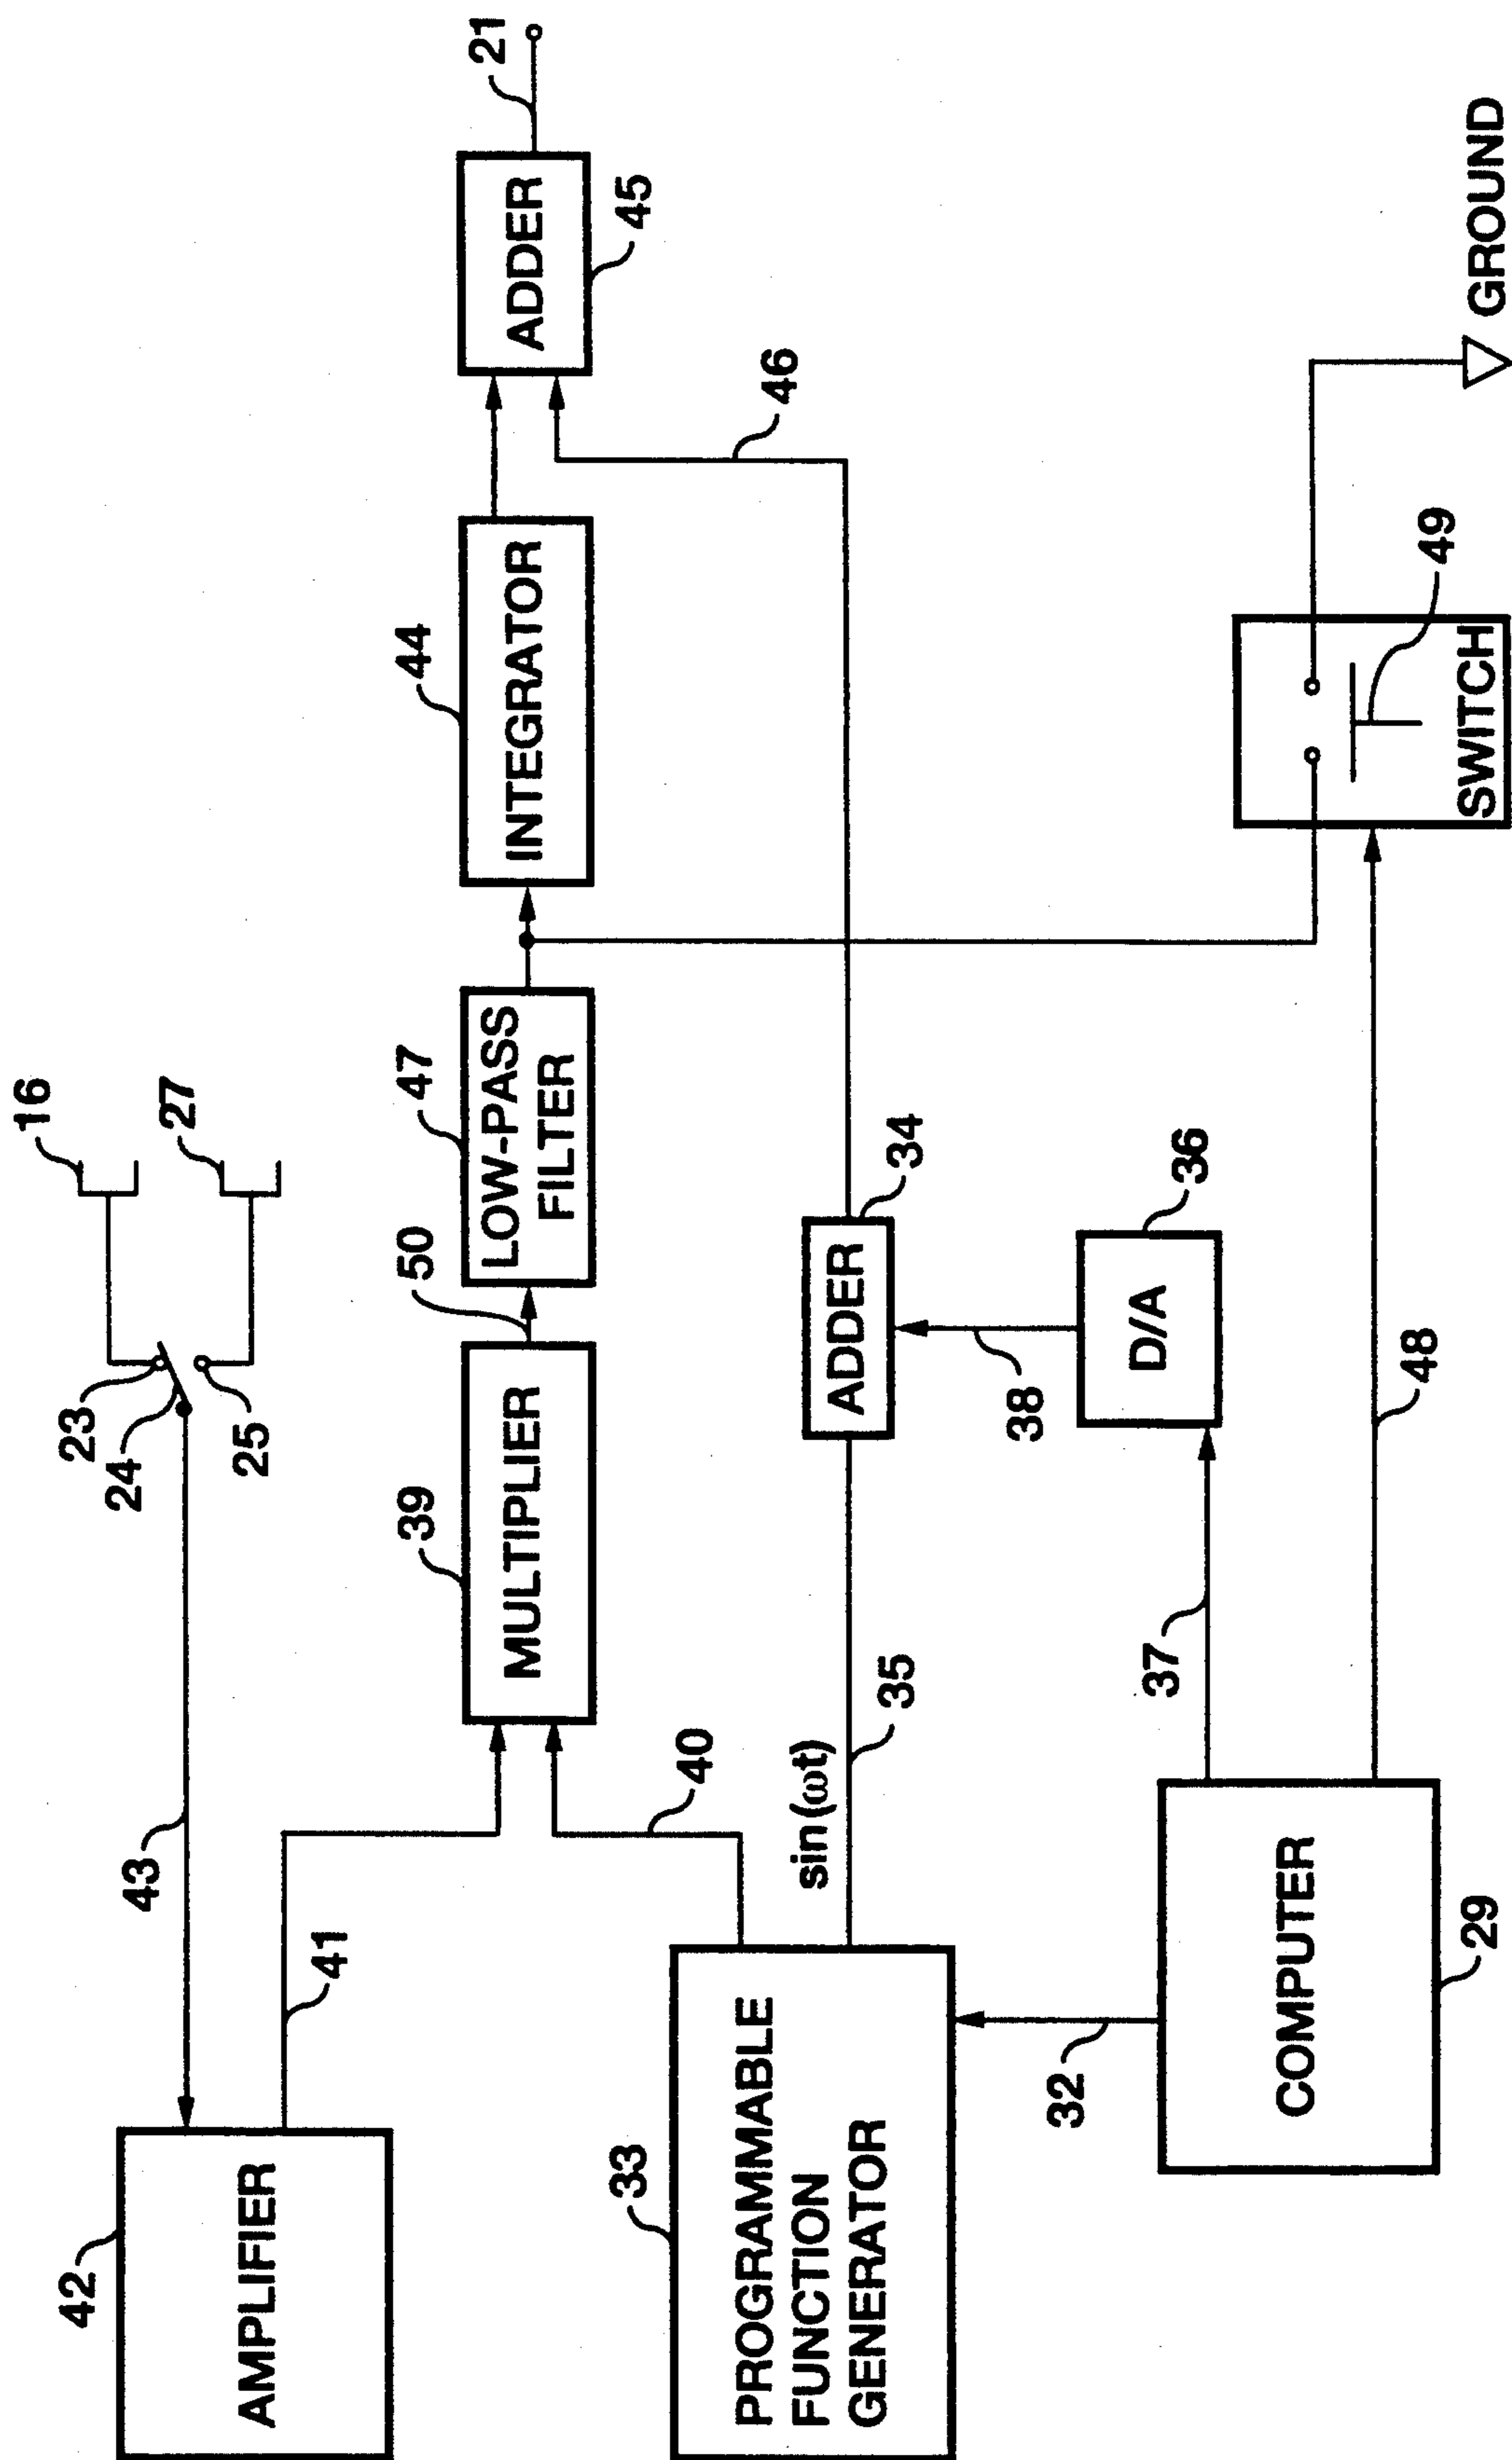 16
27
23
24
25
43
42
AMPLIFIER
41
39
MULTIPLIER
50
47
LOW-PASS
FILTER
44
INTEGRATOR
ADDER
45
21
46
40
33
PROGRAMMABLE
FUNCTION
GENERATOR
sin(ωt)
35
ADDER
34
38
D/A
36
37
32
COMPUTER
29
48
SWITCH
49
GROUND